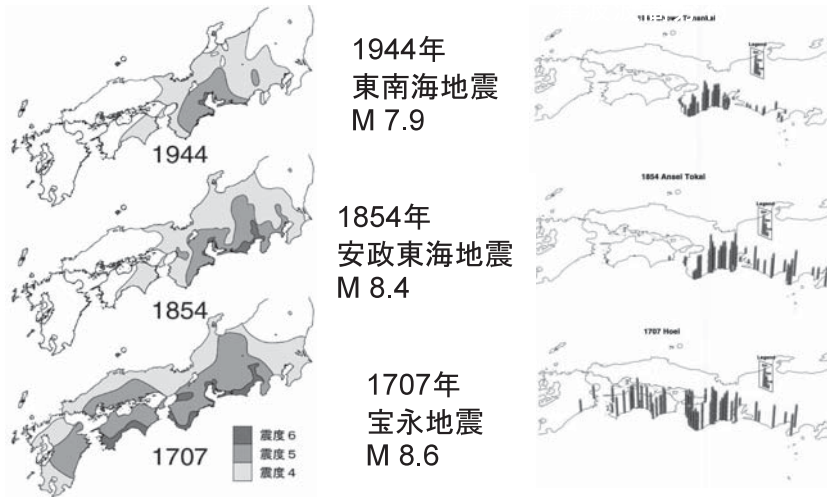 1944
1944年
東南海地震
M 7.9
Legend
1854
1854年
安政東海地震
M 8.4
1854 Ansei Tokai
Legend
1707
震度6
震度5
震度4
1707年
宝永地震
M 8.6
1707 Hoei
Legend